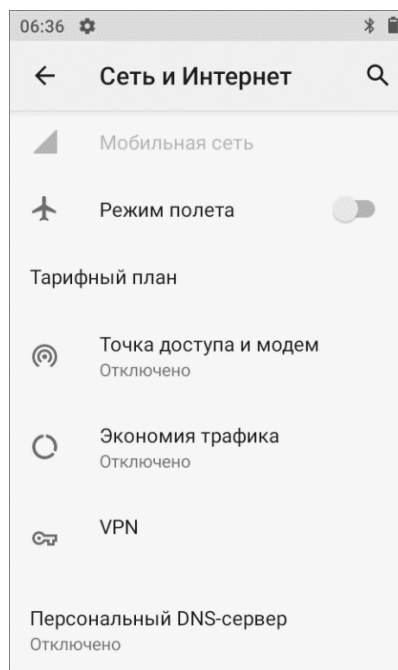 06:36
Сеть и Интернет
Мобильная сеть
Режим полета
Тарифный план
Точка доступа и модем
Отключено
Экономия трафика
Отключено
VPN
Персональный DNS-сервер
Отключено